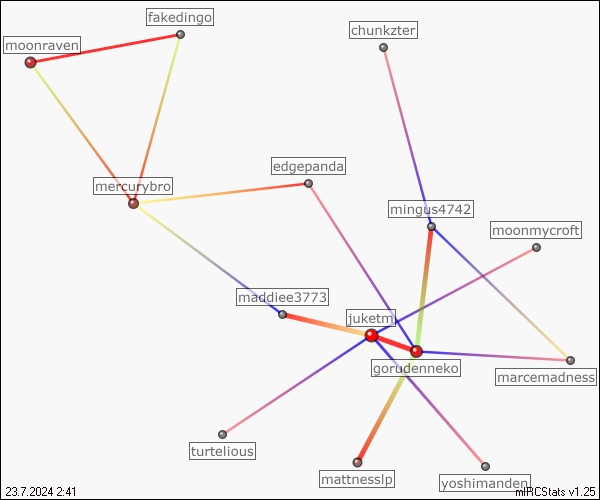 fakedingo
moonraven
chunkzter
edgepanda
mercurybro
mingus4742
moonmycroft
maddiee3773
juketm
gorudenneko
marcemadness
turtelious
mattnesslp
yoshimanden
23.7.2024 2:41
mIRCStats v1.25